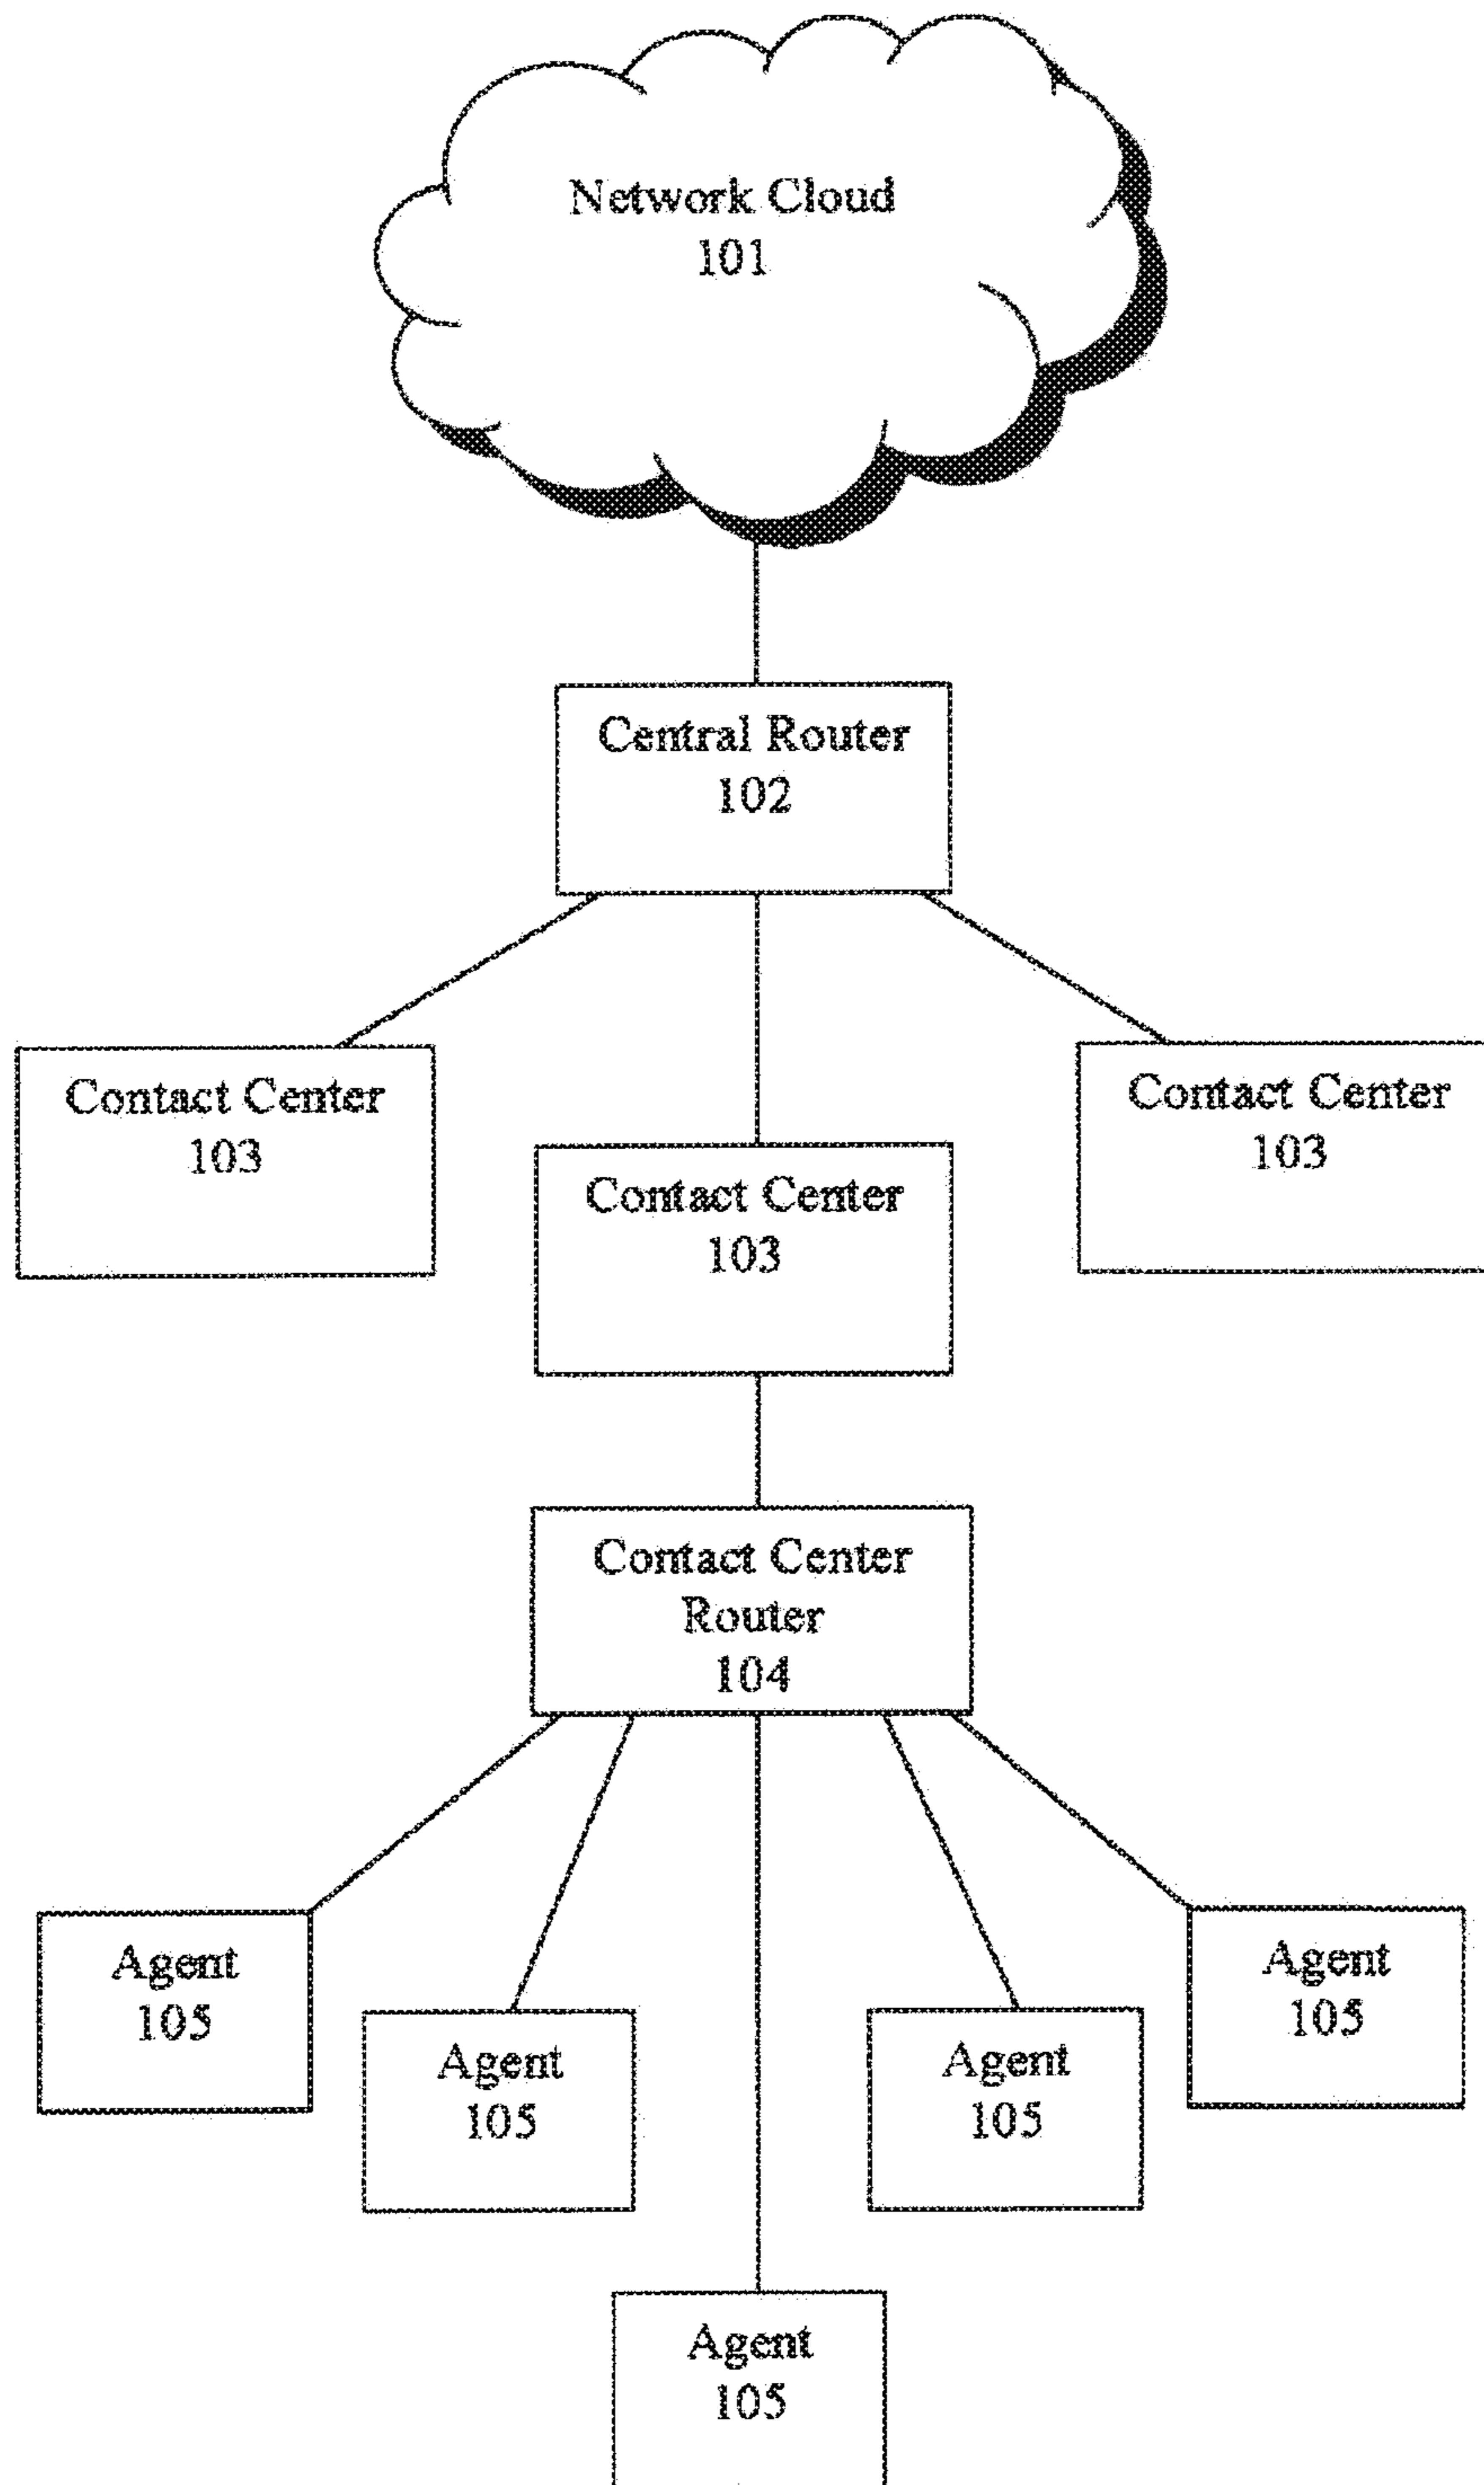 Network Cloud
101
Central Router
102
Contact Center
103
Contact Center
103
Contact Center
103
Contact Center
Router
104
Agent
105
Agent
105
Agent
105
Agent
105
Agent
105